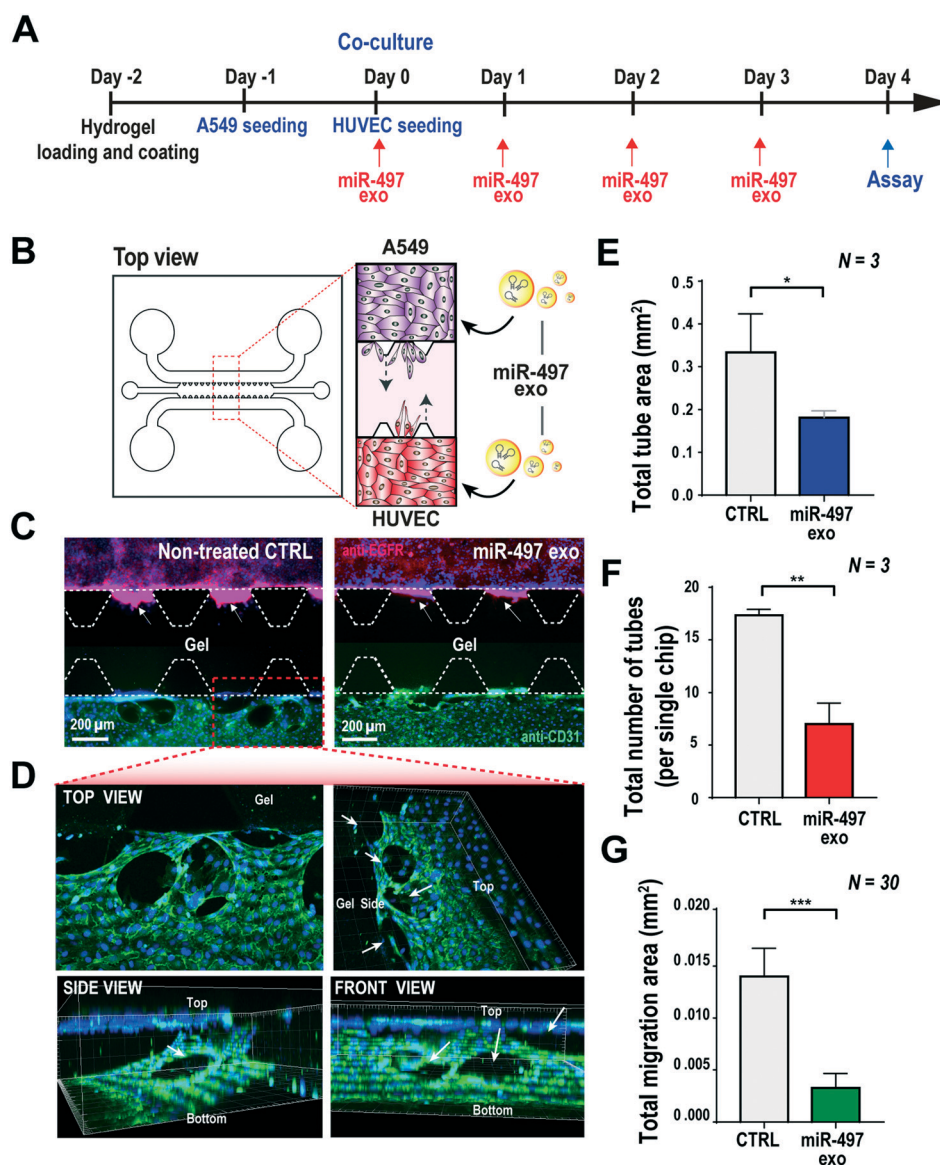 A
Co-culture
Day -2
Day -1
Day 0
Day 1
Day 2
Day 3
Day 4
Hydrogel
loading and coating
A549 seeding
HUVEC seeding
miR-497
exo
miR-497
exo
miR-497
exo
miR-497
exo
Assay
B
Top view
A549
miR-497
exo
HUVEC
C
Non-treated CTRL
Gel
200 µm
anti-EGFR
miR-497 exo
200 µm
anti-CD31
D
TOP VIEW
Gel
Gel Side
Top
SIDE VIEW
Top
Bottom
FRONT VIEW
Top
Bottom
E
N = 3
*
Total tube area (mm²)
0.5
0.4
0.3
0.2
0.1
0.0
CTRL
miR-497
exo
F
N = 3
**
Total number of tubes
(per single chip)
20
15
10
5
0
CTRL
miR-497
exo
G
N = 30
***
Total migration area (mm²)
0.020
0.015
0.010
0.005
0.000
CTRL
miR-497
exo